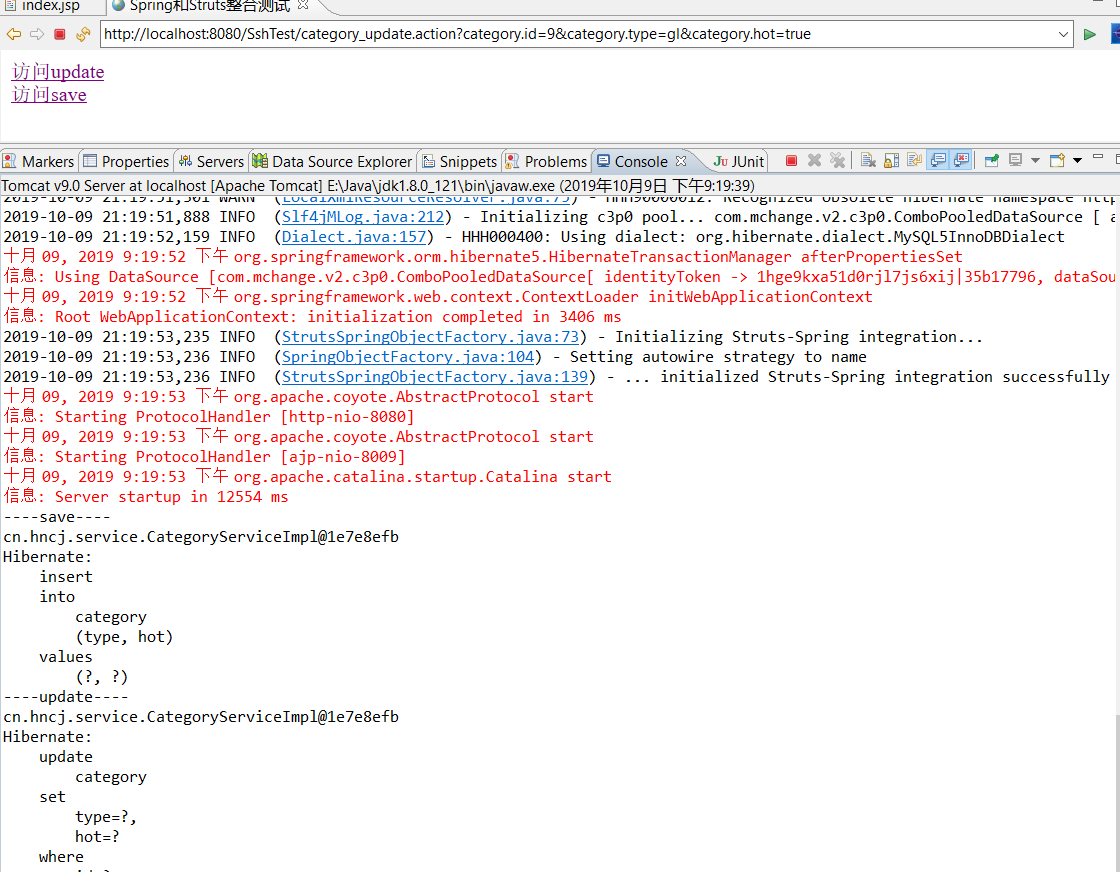 index.jsp Spring和Struts整合测试
http://localhost:8080/SshTest/category_update.action?category.id=9&category.type=gl&category.hot=true
访问update
访问save
Markers Properties Servers Data Source Explorer Snippets Problems Console JUnit
Tomcat v9.0 Server at localhost [Apache Tomcat] E:\Java\jdk1.8.0_121\bin\javaw.exe (2019年10月9日 下午9:19:39)
2019-10-09 21:19:51,501 WARN (LocalXmlResourceResolver.java:75) - HHH90000012: Recognized obsolete hibernate namespace http
2019-10-09 21:19:51,888 INFO (Slf4jMLog.java:212) - Initializing c3p0 pool... com.mchange.v2.c3p0.ComboPooledDataSource [ a
2019-10-09 21:19:52,159 INFO (Dialect.java:157) - HHH000400: Using dialect: org.hibernate.dialect.MySQL5InnoDBDialect
十月 09, 2019 9:19:52 下午 org.springframework.orm.hibernate5.HibernateTransactionManager afterPropertiesSet
信息: Using DataSource [com.mchange.v2.c3p0.ComboPooledDataSource[ identityToken -> 1hge9kxa51d0rjl7js6xij|35b17796, dataSou
十月 09, 2019 9:19:52 下午 org.springframework.web.context.ContextLoader initWebApplicationContext
信息: Root WebApplicationContext: initialization completed in 3406 ms
2019-10-09 21:19:53,235 INFO (StrutsSpringObjectFactory.java:73) - Initializing Struts-Spring integration...
2019-10-09 21:19:53,236 INFO (SpringObjectFactory.java:104) - Setting autowire strategy to name
2019-10-09 21:19:53,236 INFO (StrutsSpringObjectFactory.java:139) - ... initialized Struts-Spring integration successfully
十月 09, 2019 9:19:53 下午 org.apache.coyote.AbstractProtocol start
信息: Starting ProtocolHandler [http-nio-8080]
十月 09, 2019 9:19:53 下午 org.apache.coyote.AbstractProtocol start
信息: Starting ProtocolHandler [ajp-nio-8009]
十月 09, 2019 9:19:53 下午 org.apache.catalina.startup.Catalina start
信息: Server startup in 12554 ms
----save----
cn.hncj.service.CategoryServiceImpl@1e7e8efb
Hibernate:
insert
into
category
(type, hot)
values
(?, ?)
----update----
cn.hncj.service.CategoryServiceImpl@1e7e8efb
Hibernate:
update
category
set
type=?,
hot=?
where